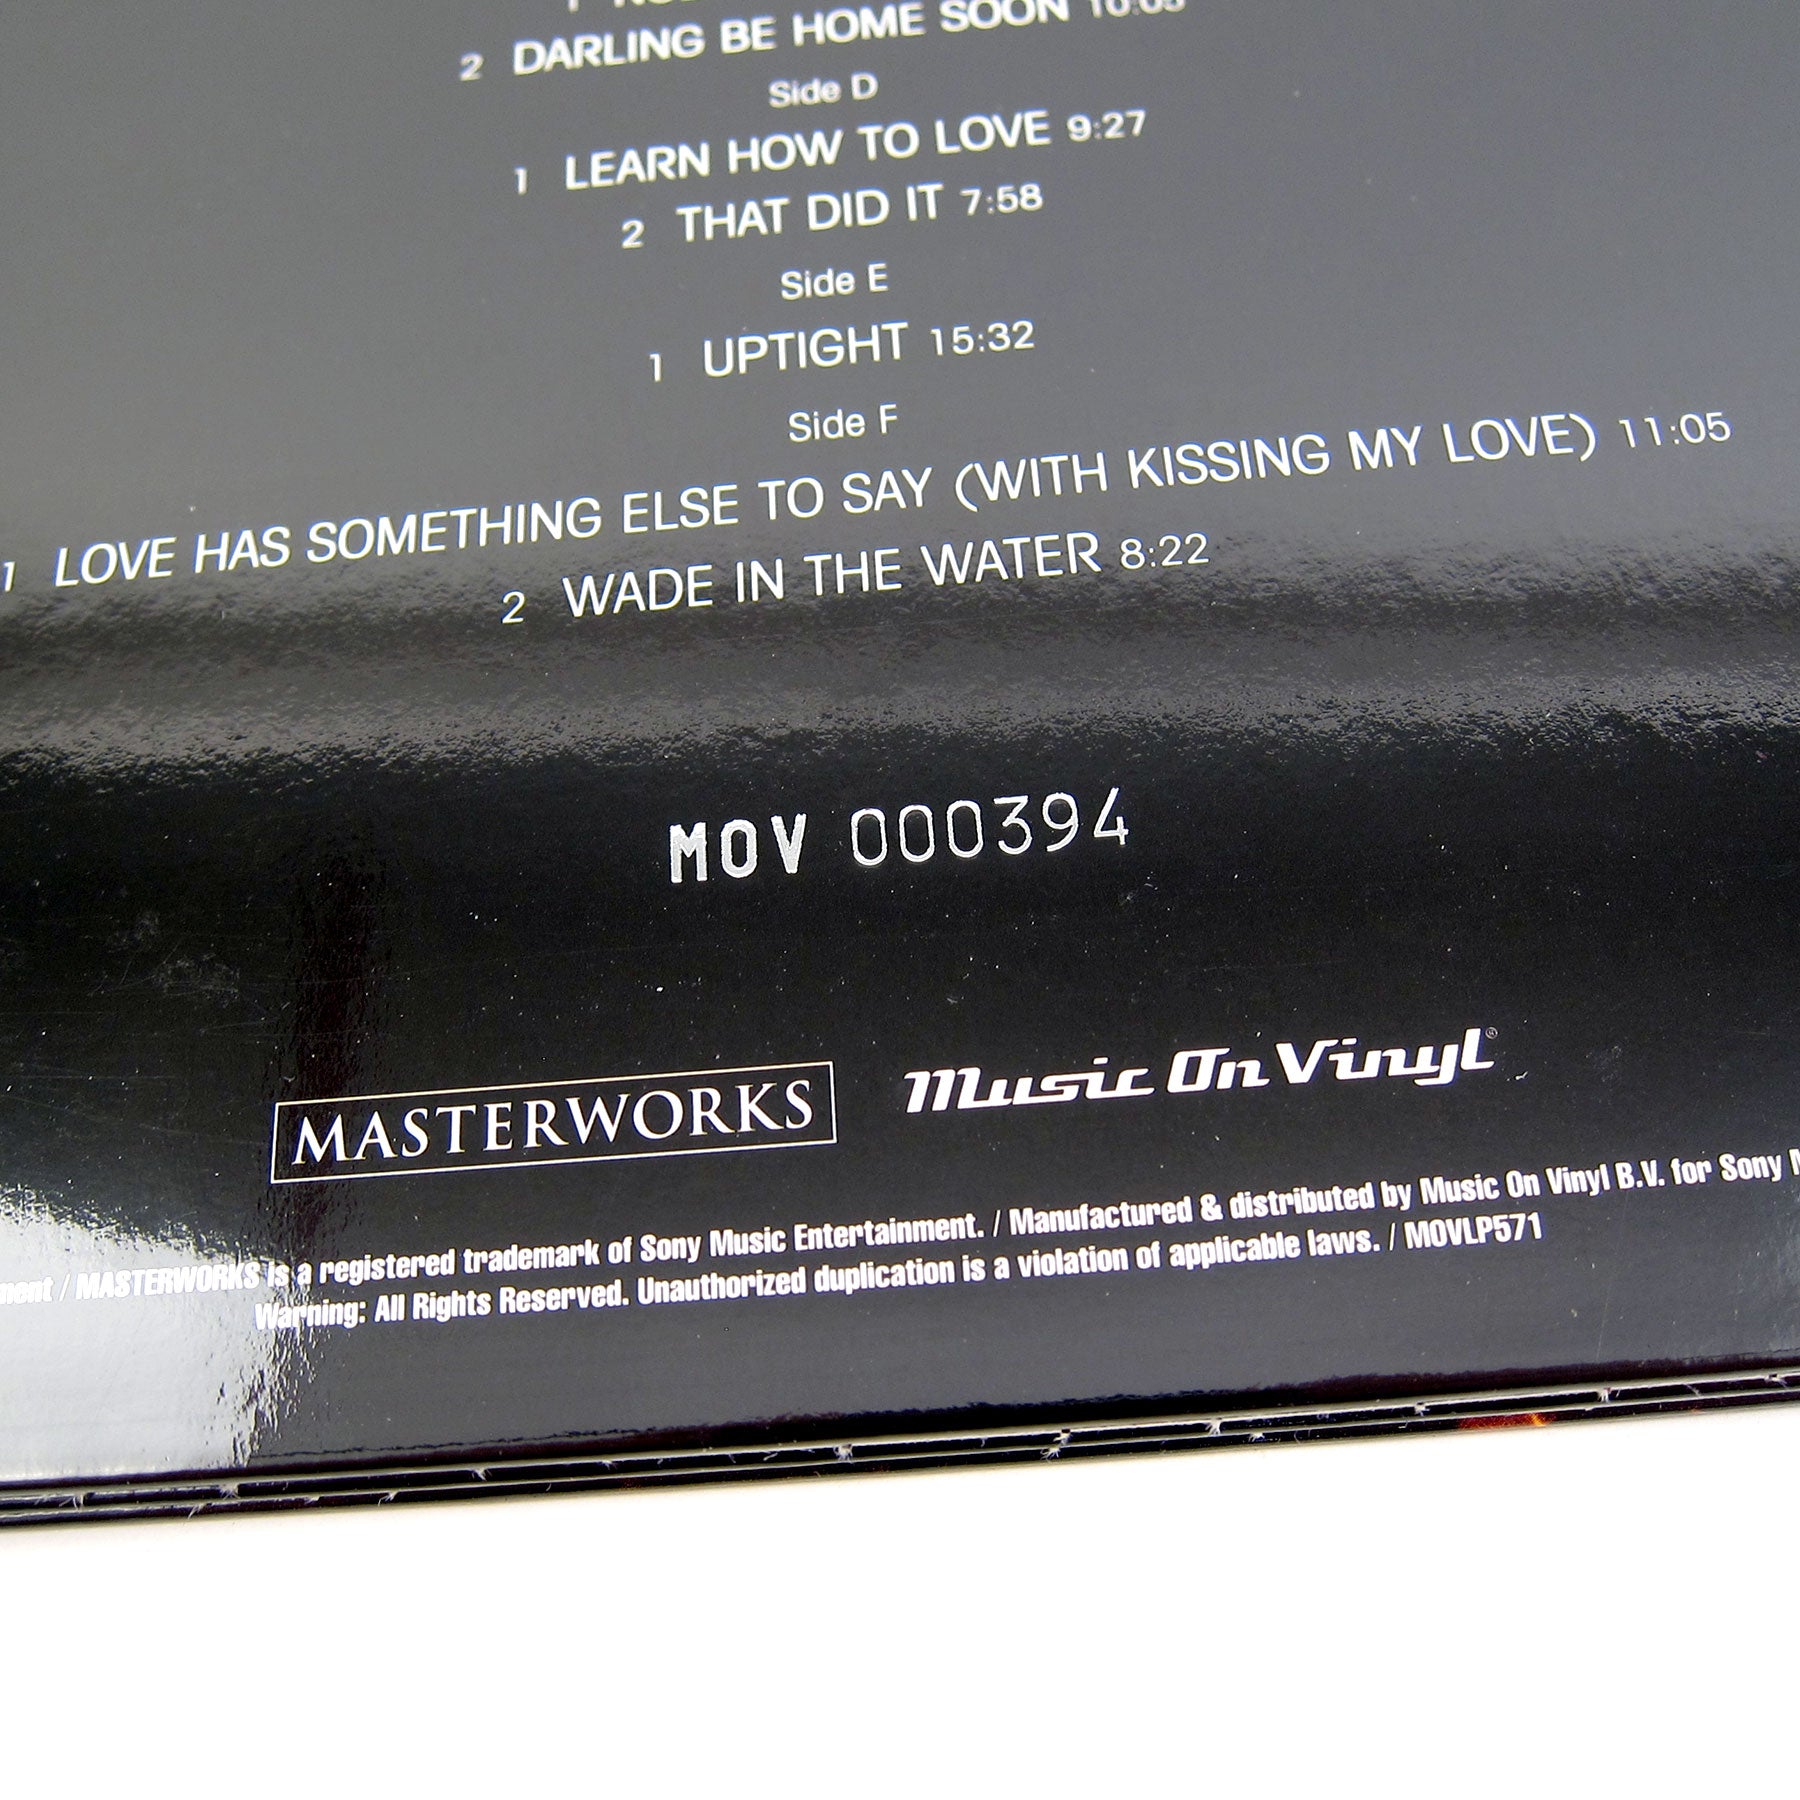 1
2 DARLING BE HOME SOON 10:05
Side D
1 LEARN HOW TO LOVE 9:27
2 THAT DID IT 7:58
Side E
1 UPTIGHT 15:32
Side F
1 LOVE HAS SOMETHING ELSE TO SAY (WITH KISSING MY LOVE) 11:05
2 WADE IN THE WATER 8:22
MOV 000394
MASTERWORKS Music On Vinyl®
/ MASTERWORKS is a registered trademark of Sony Music Entertainment. / Manufactured & distributed by Music On Vinyl B.V. for Sony
Warning: All Rights Reserved. Unauthorized duplication is a violation of applicable laws. / MOVLP571